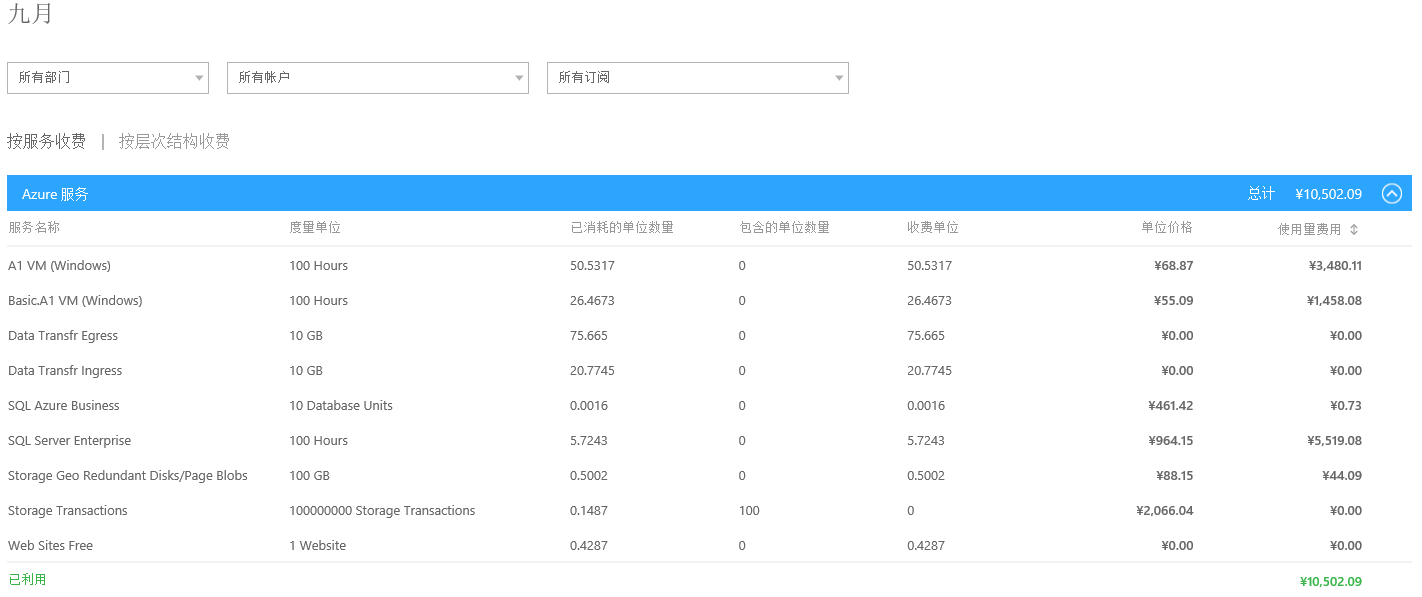 九月
所有部门 所有帐户 所有订阅
按服务收费 | 按层次结构收费
Azure 服务 总计 ¥10,502.09
服务名称 度量单位 已消耗的单位数量 包含的单位数量 收费单位 单位价格 使用量费用
A1 VM (Windows) 100 Hours 50.5317 0 50.5317 ¥68.87 ¥3,480.11
Basic.A1 VM (Windows) 100 Hours 26.4673 0 26.4673 ¥55.09 ¥1,458.08
Data Transfr Egress 10 GB 75.665 0 75.665 ¥0.00 ¥0.00
Data Transfr Ingress 10 GB 20.7745 0 20.7745 ¥0.00 ¥0.00
SQL Azure Business 10 Database Units 0.0016 0 0.0016 ¥461.42 ¥0.73
SQL Server Enterprise 100 Hours 5.7243 0 5.7243 ¥964.15 ¥5,519.08
Storage Geo Redundant Disks/Page Blobs 100 GB 0.5002 0 0.5002 ¥88.15 ¥44.09
Storage Transactions 100000000 Storage Transactions 0.1487 100 0 ¥2,066.04 ¥0.00
Web Sites Free 1 Website 0.4287 0 0.4287 ¥0.00 ¥0.00
已利用 ¥10,502.09